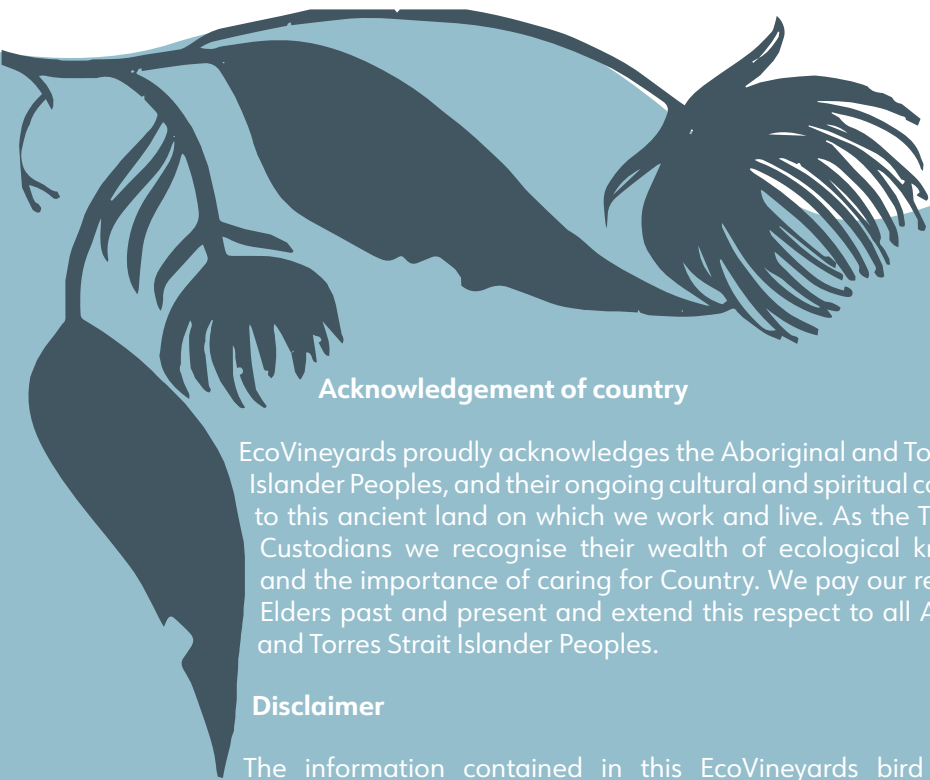 Acknowledgement of country
EcoVineyards proudly acknowledges the Aboriginal and To
Islander Peoples, and their ongoing cultural and spiritual co
to this ancient land on which we work and live. As the T
Custodians we recognise their wealth of ecological kn
and the importance of caring for Country. We pay our re
Elders past and present and extend this respect to all A
and Torres Strait Islander Peoples.
Disclaimer
The information contained in this EcoVineyards bird